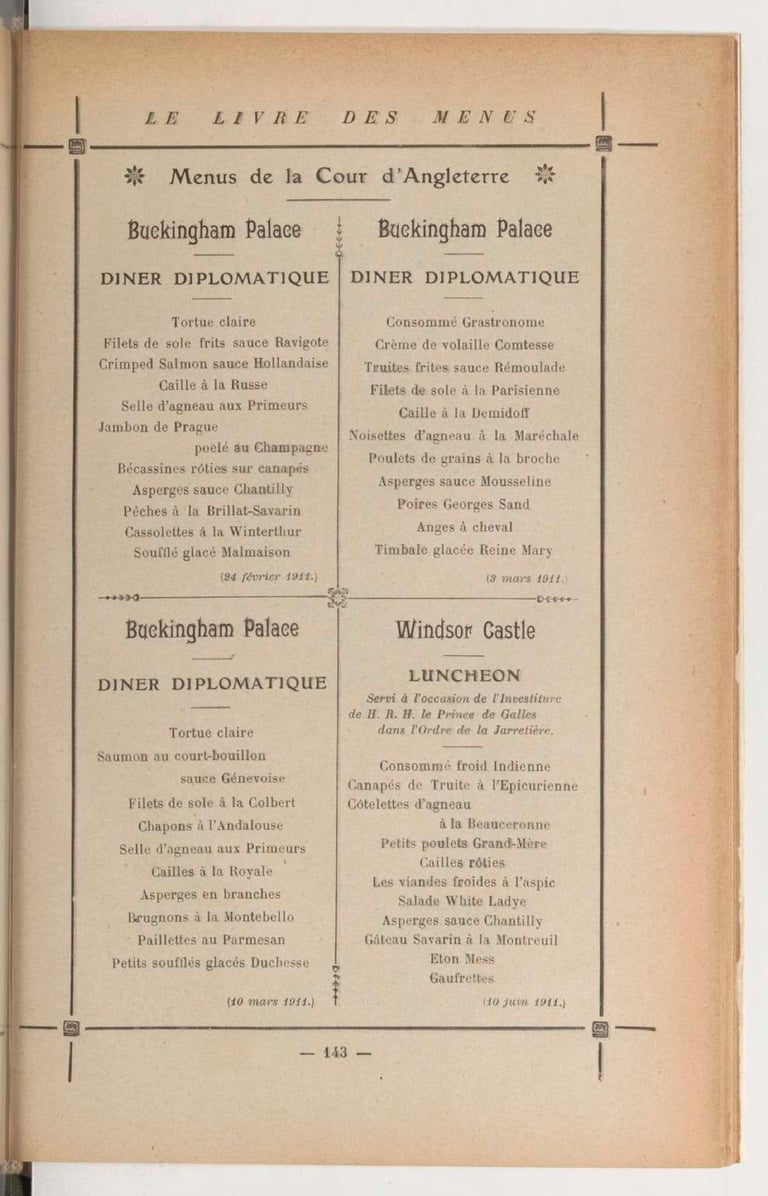 LE LIVRE DES MENUS
Menus de la Cour d'Angleterre
Buckingham Palace
DINER DIPLOMATIQUE
Tortue claire
Filets de sole frits sauce Ravigote
Crimped Salmon sauce Hollandaise
Caille à la Russe
Selle d'agneau aux Primeurs
Jambon de Prague
poëlé au Champagne
Bécassines rôties sur canapés
Asperges sauce Chantilly
Pêches à la Brillat-Savarin
Cassolettes à la Winterthur
Soufflé glacé Malmaison
(24 février 1911.)
Buckingham Palace
DINER DIPLOMATIQUE
Consommé Grastronome
Crème de volaille Comtesse
Truites frites sauce Rémoulade
Filets de sole à la Parisienne
Caille à la Demidoff
Noisettes d'agneau à la Maréchale
Poulets de grains à la broche
Asperges sauce Mousseline
Poires Georges Sand
Anges à cheval
Timbale glacée Reine Mary
(3 mars 1911.)
Buckingham Palace
DINER DIPLOMATIQUE
Tortue claire
Saumon au court-bouillon
sauce Génevoise
Filets de sole à la Colbert
Chapons à l'Andalouse
Selle d'agneau aux Primeurs
Cailles à la Royale
Asperges en branches
Brugnons à la Montebello
Paillettes au Parmesan
Petits soufflés glacés Duchesse
(10 mars 1911.)
Windsor Castle
LUNCHEON
Servi à l'occasion de l'Investiture
de H. R. H. le Prince de Galles
dans l'Ordre de la Jarretière.
Consommé froid Indienne
Canapés de Truite à l'Epicurienne
Côtelettes d'agneau
à la Beauceronne
Petits poulets Grand-Mère
Cailles rôties
Les viandes froides à l'aspic
Salade White Ladye
Asperges sauce Chantilly
Gâteau Savarin à la Montreuil
Eton Mess
Gaufrettes
(10 juin 1911.)
— 143 —